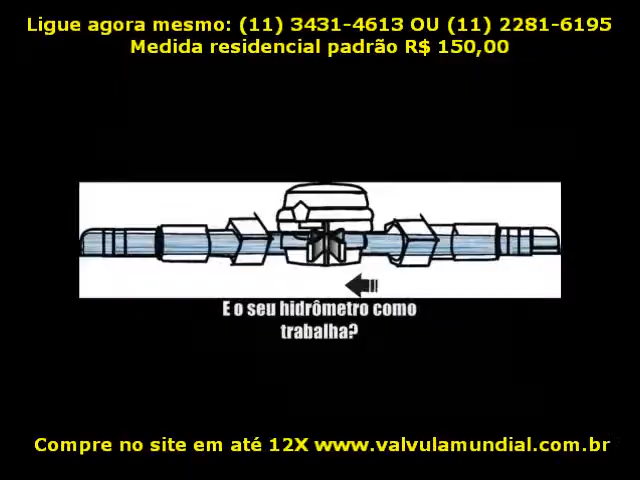 Ligue agora mesmo: (11) 3431-4613 OU (11) 2281-6195
Medida residencial padrão R$ 150,00
E o seu hidrômetro como
trabalha?
Compre no site em até 12X www.valvulamundial.com.br